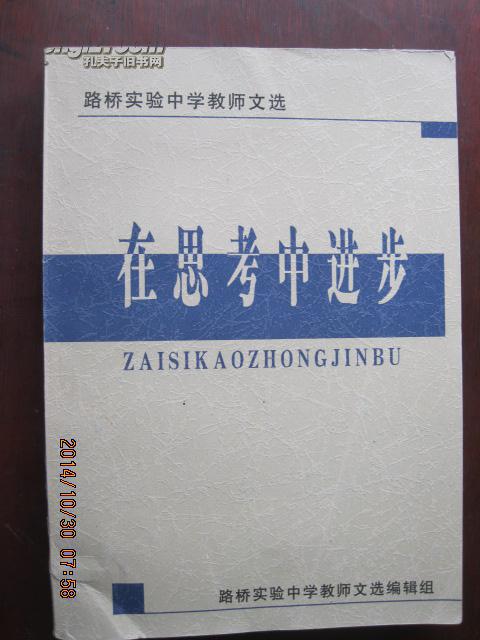 孔夫子旧书网
路桥实验中学教师文选
在思考中进步
ZAISIKAOZHONGJINBU
2014/10/30 07:58
路桥实验中学教师文选编辑组